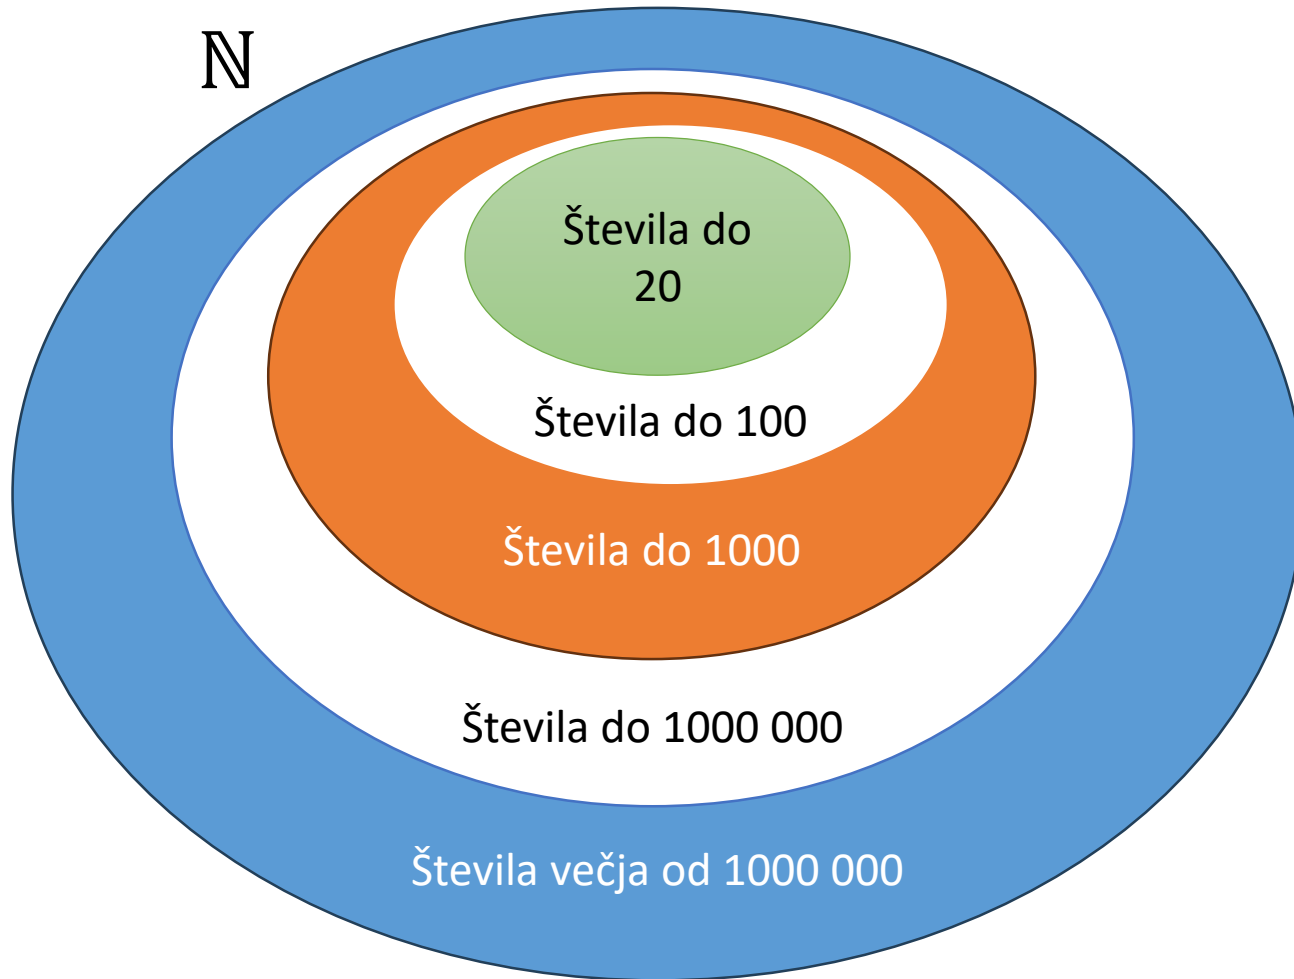 ℕ
Števila do
20
Števila do 100
Števila do 1000
Števila do 1000 000
Števila večja od 1000 000